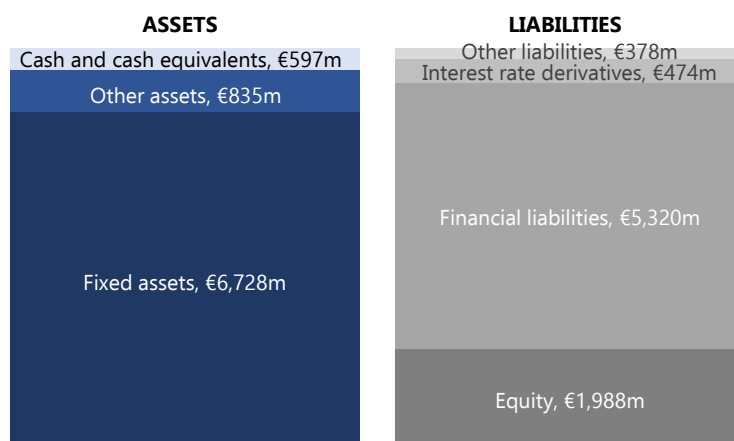 ASSETS
Cash and cash equivalents, €597m
Other assets, €835m
Fixed assets, €6,728m
LIABILITIES
Other liabilities, €378m
Interest rate derivatives, €474m
Financial liabilities, €5,320m
Equity, €1,988m